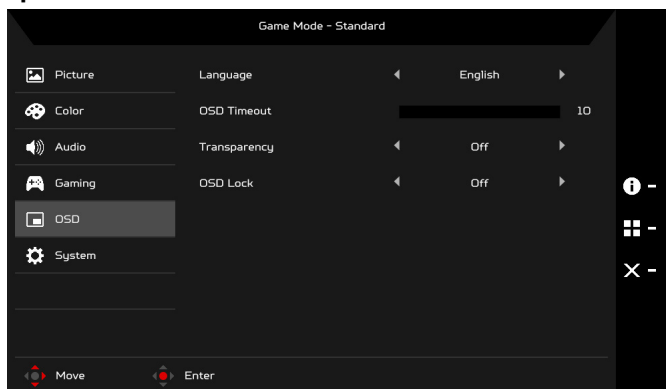 Game Mode - Standard
Picture
Language English
Color
OSD Timeout 10
Audio
Transparency Off
Gaming
OSD Lock Off
OSD
System
Move Enter